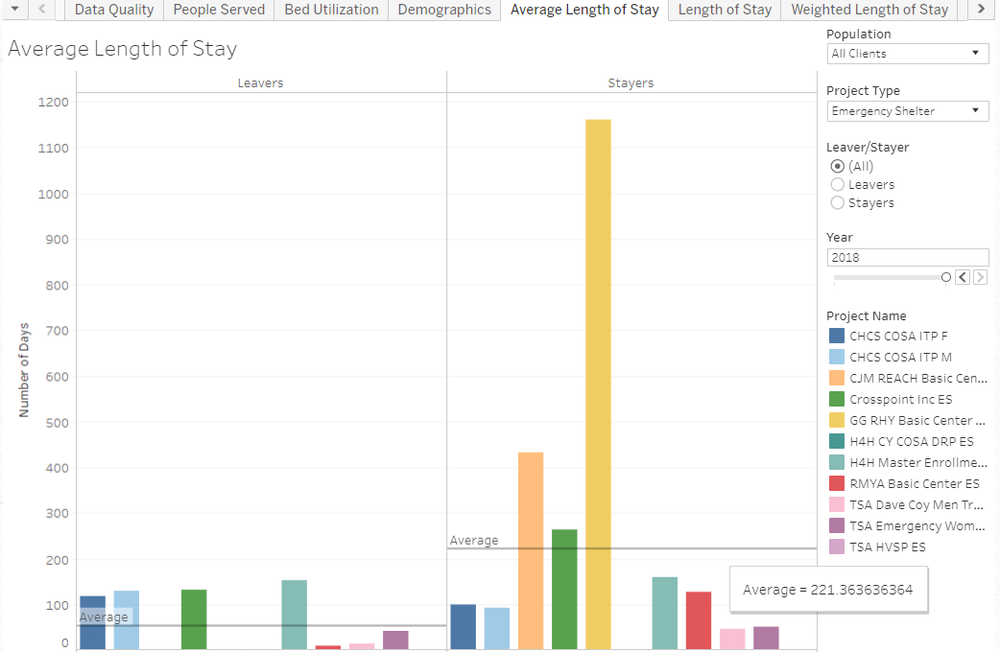 Data Quality
People Served
Bed Utilization
Demographics
Average Length of Stay
Length of Stay
Weighted Length of Stay
Average Length of Stay
Leavers
Stayers
1200
1100
1000
900
800
700
600
500
400
300
200
100
0
Number of Days
Average
Average
Average = 221.363636364
Population
All Clients
Project Type
Emergency Shelter
Leaver/Stayer
(All)
Leavers
Stayers
Year
2018
Project Name
CHCS COSA ITP F
CHCS COSA ITP M
CJM REACH Basic Cen...
Crosspoint Inc ES
GG RHY Basic Center ...
H4H CY COSA DRP ES
H4H Master Enrollme...
RMYA Basic Center ES
TSA Dave Coy Men Tr...
TSA Emergency Wom...
TSA HVSP ES